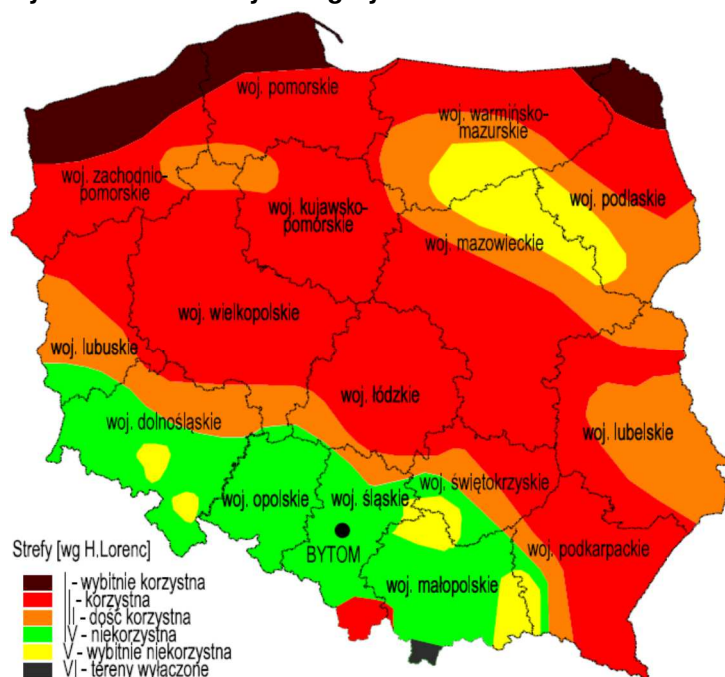 woj. pomorskie
woj. warmińsko-
mazurskie
woj. zachodnio-
pomorskie
woj. podlaskie
woj. kujawsko-
pomorskie
woj. mazowieckie
woj. wielkopolskie
woj. lubuskie
woj. łódzkie
woj. dolnośląskie
woj. lubelskie
woj. opolskie
woj. śląskie
woj. świętokrzyskie
BYTOM
woj. podkarpackie
woj. małopolskie
Strefy [wg H.Lorenc]
I - wybitnie korzystna
II - korzystna
III - dość korzystna
IV - niekorzystna
V - wybitnie niekorzystna
VI - tereny wyłączone